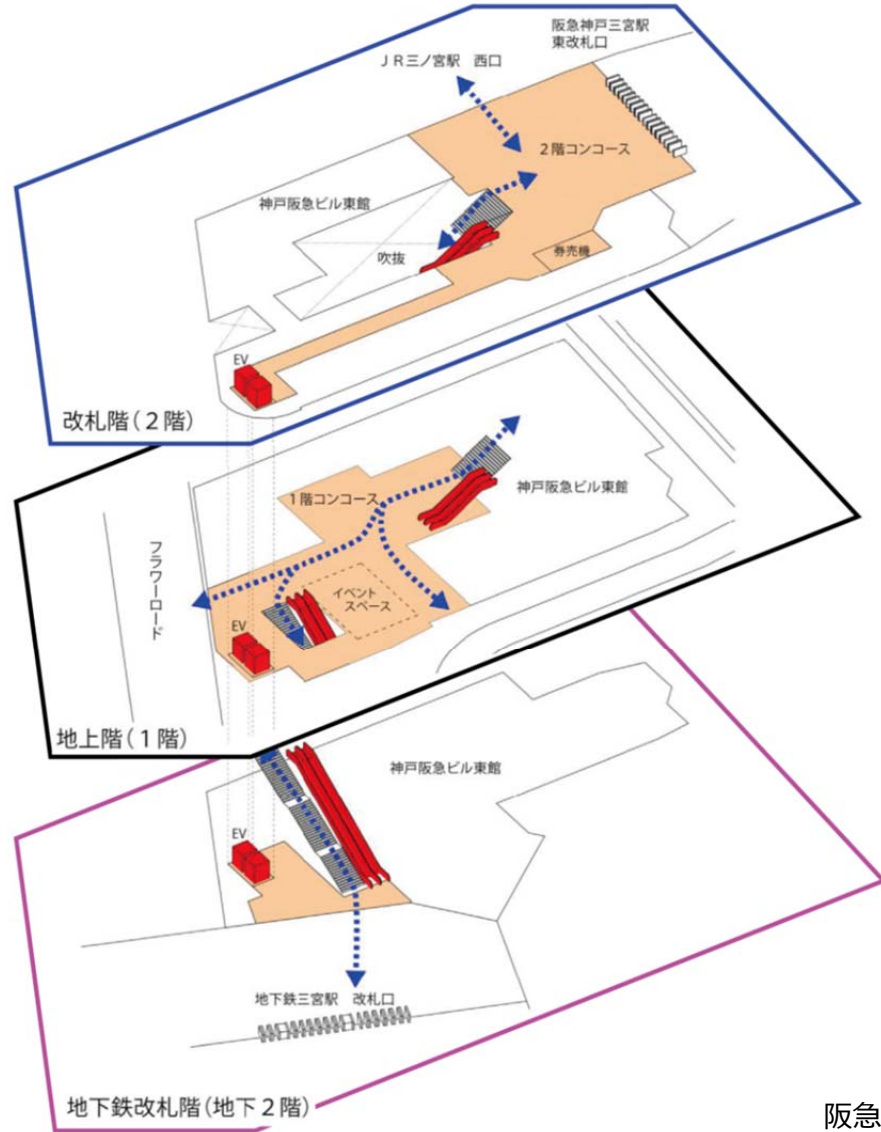 阪急神戸三宮駅
東改札口
JR三ノ宮駅 西口
2階コンコース
神戸阪急ビル東館
吹抜
券売機
EV
改札階(2階)
1階コンコース
神戸阪急ビル東館
フラワーロード
イベント
スペース
EV
地上階(1階)
神戸阪急ビル東館
EV
地下鉄三宮駅 改札口
地下鉄改札階(地下2階)
阪急